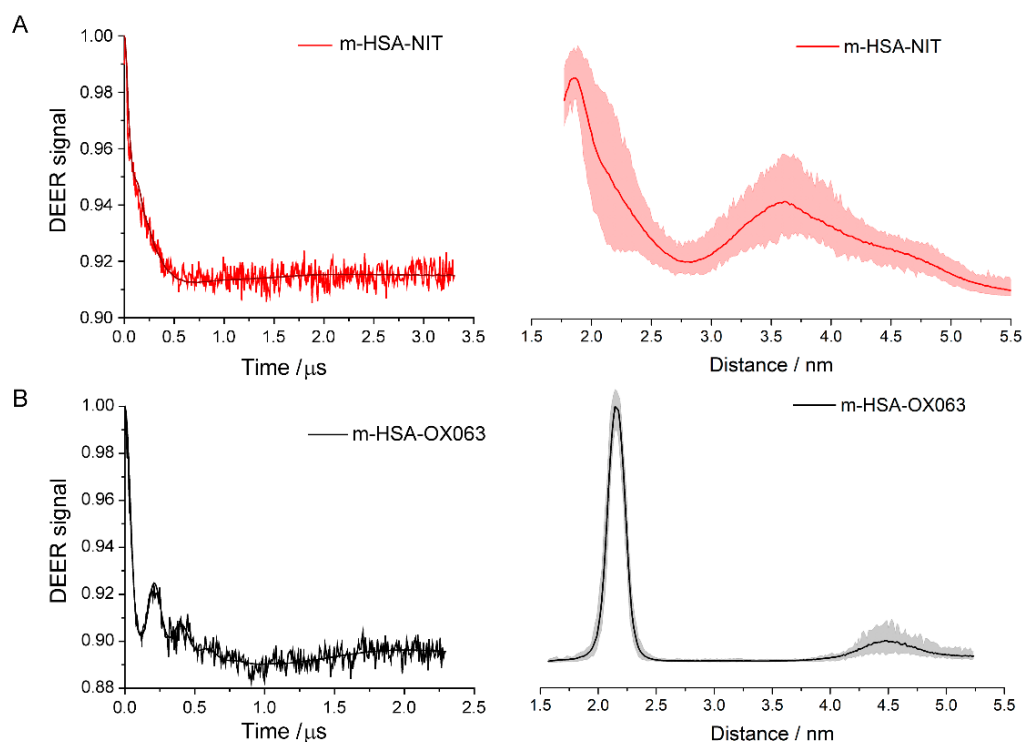 A
m-HSA-NIT
DEER signal
1.00
0.98
0.96
0.94
0.92
0.90
0.0 0.5 1.0 1.5 2.0 2.5 3.0 3.5
Time /μs
m-HSA-NIT
1.5 2.0 2.5 3.0 3.5 4.0 4.5 5.0 5.5
Distance / nm
B
m-HSA-OX063
DEER signal
1.00
0.98
0.96
0.94
0.92
0.90
0.88
0.0 0.5 1.0 1.5 2.0 2.5
Time /μs
m-HSA-OX063
1.5 2.0 2.5 3.0 3.5 4.0 4.5 5.0 5.5
Distance / nm